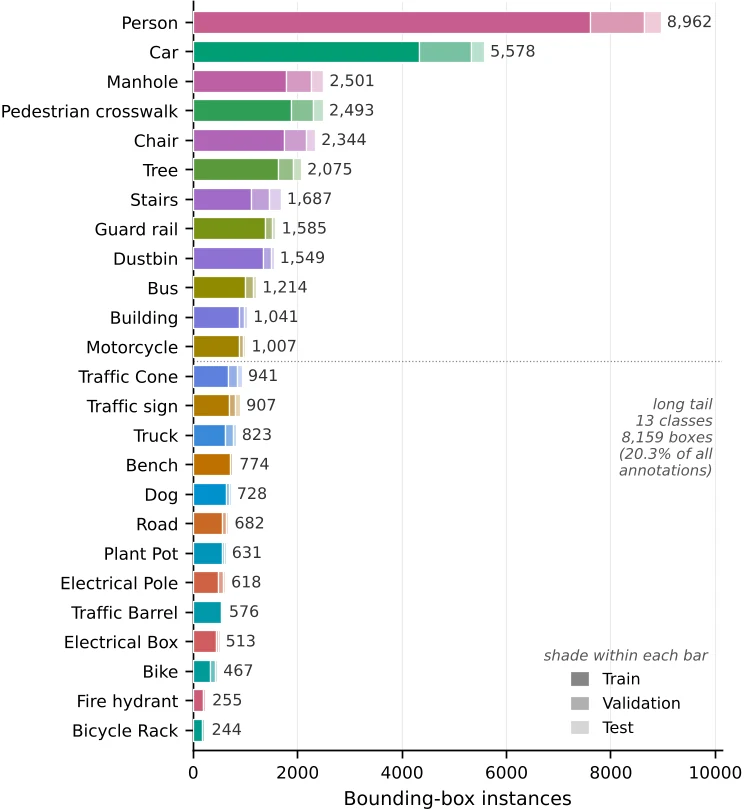 Person 8,962
Car 5,578
Manhole 2,501
Pedestrian crosswalk 2,493
Chair 2,344
Tree 2,075
Stairs 1,687
Guard rail 1,585
Dustbin 1,549
Bus 1,214
Building 1,041
Motorcycle 1,007
Traffic Cone 941
Traffic sign 907
Truck 823
Bench 774
Dog 728
Road 682
Plant Pot 631
Electrical Pole 618
Traffic Barrel 576
Electrical Box 513
Bike 467
Fire hydrant 255
Bicycle Rack 244
long tail
13 classes
8,159 boxes
(20.3% of all
annotations)
shade within each bar
Train
Validation
Test
0 2000 4000 6000 8000 10000
Bounding-box instances